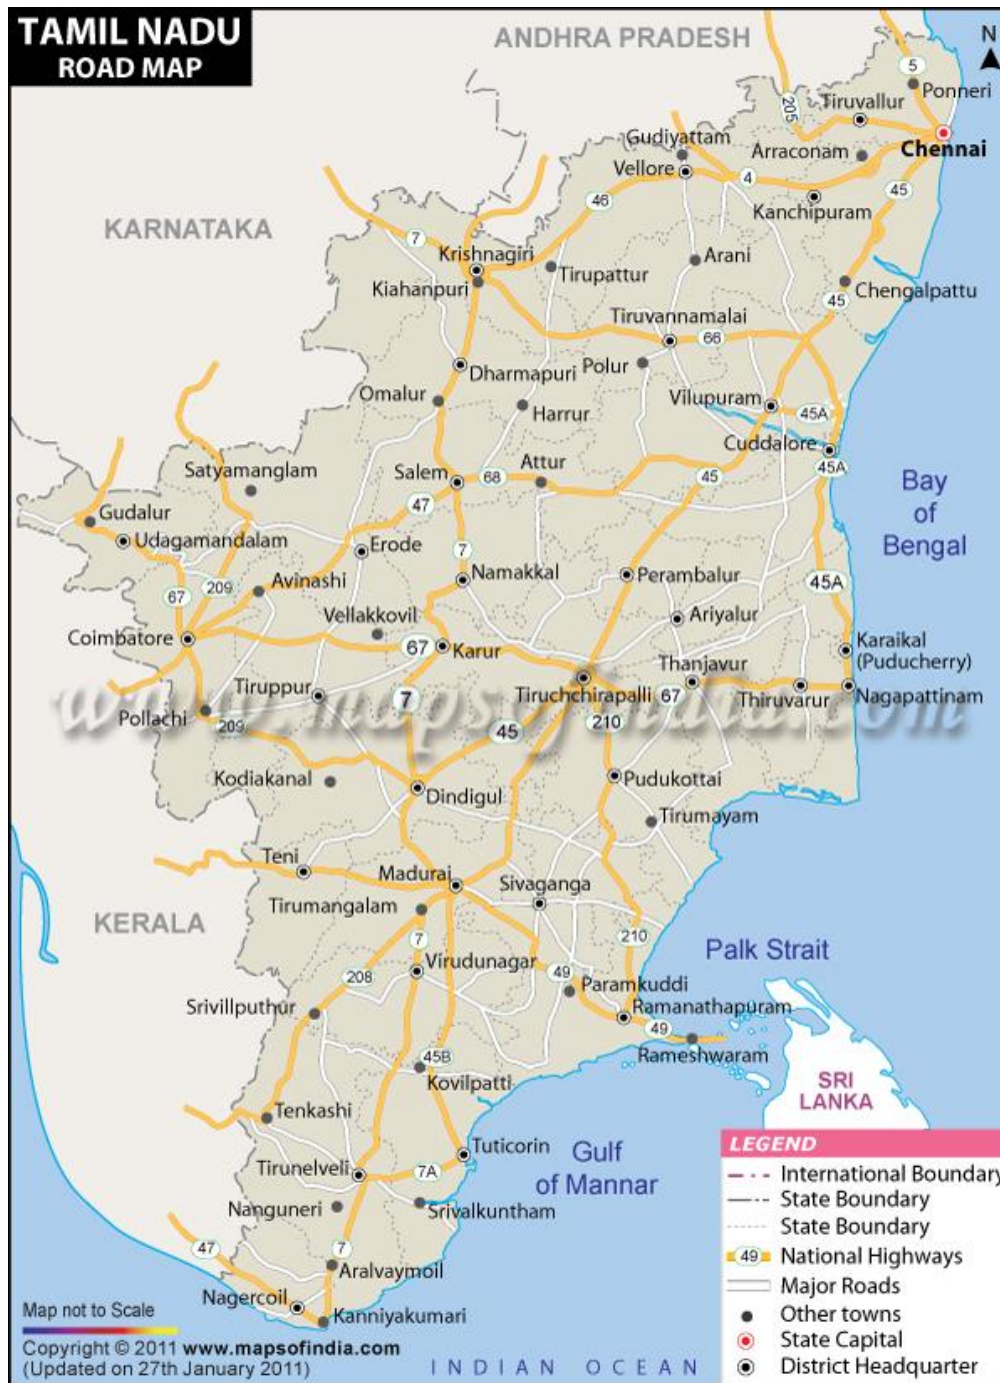 TAMIL NADU
ROAD MAP
ANDHRA PRADESH
N
5
Ponneri
205
Tiruvallur
Chennai
Gudiyattam
Arraconam
Vellore
4
45
46
Kanchipuram
KARNATAKA
7
Krishnagiri
Arani
Tirupattur
Kiahanpuri
Chengalpattu
45
Tiruvannamalai
66
Dharmapuri
Polur
Omalur
Harrur
Vilupuram
45A
Cuddalore
Satyamanglam
Salem
68
Attur
45
45A
Bay
of
Bengal
47
Gudalur
Udagamandalam
Erode
7
Namakkal
Perambalur
45A
67
209
Avinashi
Vellakkovil
Ariyalur
Coimbatore
67
Karur
Karaikal
(Puducherry)
Thanjavur
Tiruppur
7
Tiruchchirapalli
67
Thiruvarur
Nagapattinam
www.mapsofindia.com
Pollachi
209
45
210
Kodiakanal
Dindigul
Pudukottai
Tirumayam
Teni
Madurai
Sivaganga
Tirumangalam
KERALA
7
210
Palk Strait
208
Virudunagar
49
Paramkuddi
Srivillputhur
Ramanathapuram
49
Rameshwaram
45B
Kovilpatti
SRI
LANKA
Tenkashi
Tuticorin
Gulf
of Mannar
Tirunelveli
7A
Nanguneri
Srivalkuntham
47
7
Aralvaymoil
Nagercoil
Kanniyakumari
LEGEND
International Boundary
State Boundary
State Boundary
49 National Highways
Major Roads
Other towns
State Capital
District Headquarter
Map not to Scale
Copyright © 2011 www.mapsofindia.com
(Updated on 27th January 2011)
INDIAN OCEAN